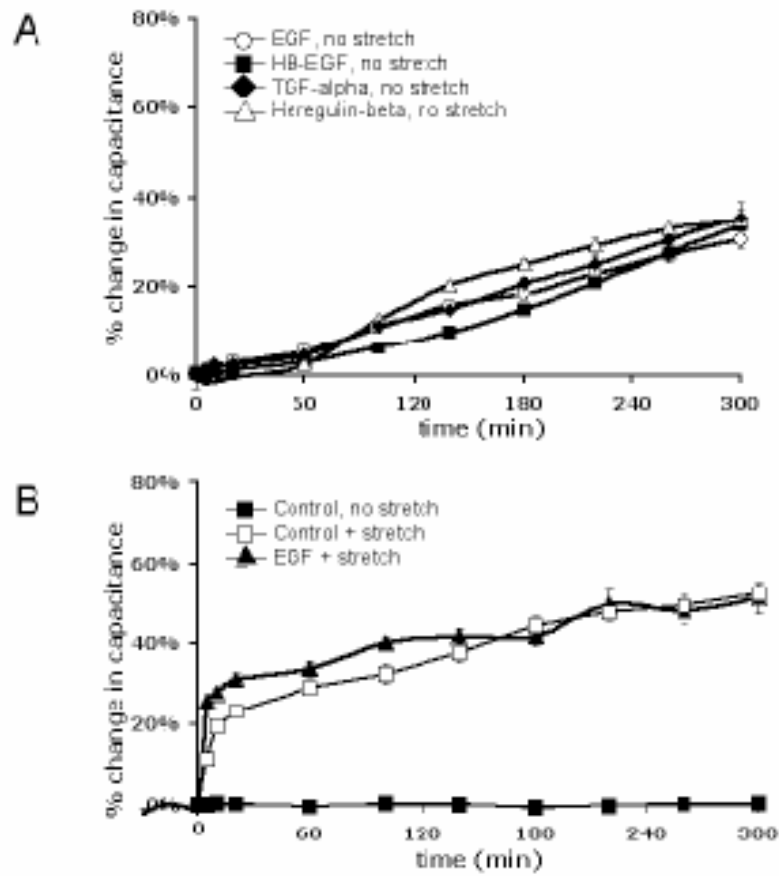 A
80%
60%
40%
20%
0%
% change in capacitance
EGF, no stretch
HB-EGF, no stretch
TGF-alpha, no stretch
Heregulin-beta, no stretch
0 60 120 180 240 300
time (min)
B
80%
60%
40%
20%
0%
% change in capacitance
Control, no stretch
Control + stretch
EGF + stretch
0 60 120 180 240 300
time (min)